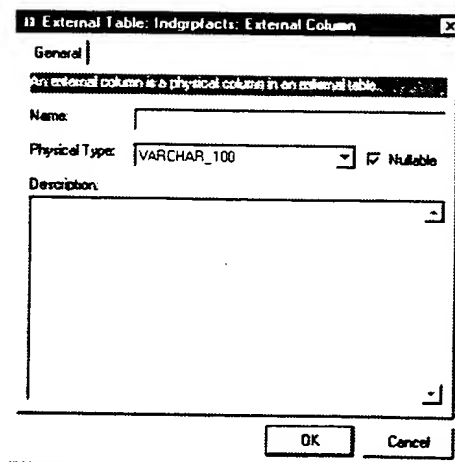 External Table: Indgrpfacts: External Column
General
An external column is a physical column in an external table.
Name:
Physical Type:
VARCHAR_100
Nullable
Description:
OK
Cancel